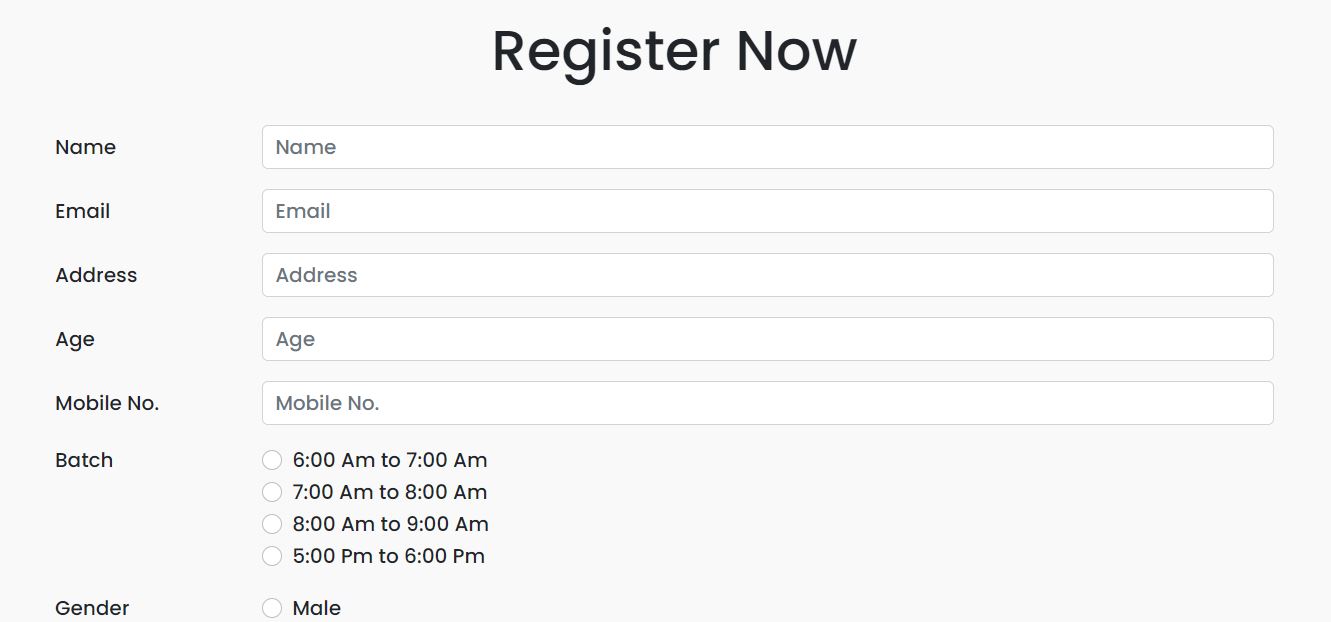 Register Now
Name Name
Email Email
Address Address
Age Age
Mobile No. Mobile No.
Batch 6:00 Am to 7:00 Am
7:00 Am to 8:00 Am
8:00 Am to 9:00 Am
5:00 Pm to 6:00 Pm
Gender Male